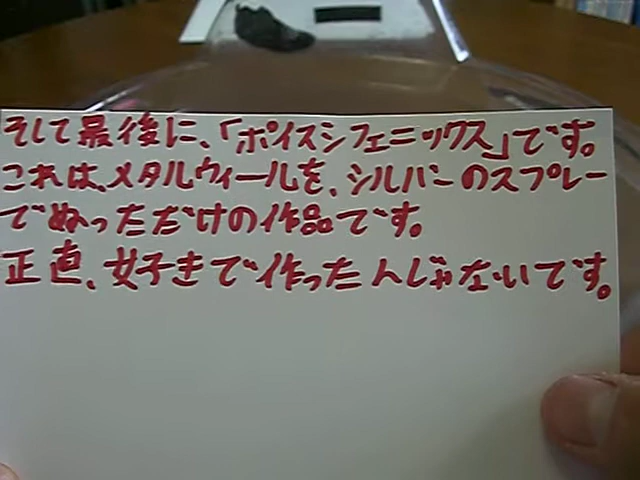 そして最後に、「ポイズンフェニックス」です。
これは、メタルウィールを、シルバーのスプレー
でぬっただけの作品です。
正直、好きで作ったんじゃないです。